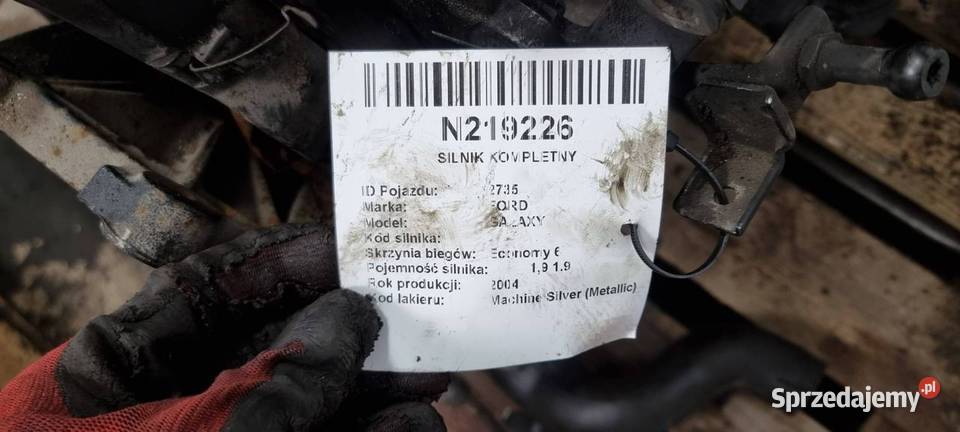 N219226
SILNIK KOMPLETNY
ID Pojazdu: 2735
Marka: FORD
Model: GALAXY
Kod silnika:
Skrzynia biegów: Economy 6
Pojemność silnika: 1,9 1.9
Rok produkcji: 2004
Kod lakieru: Machine Silver (Metallic)
Sprzedajemy.pl